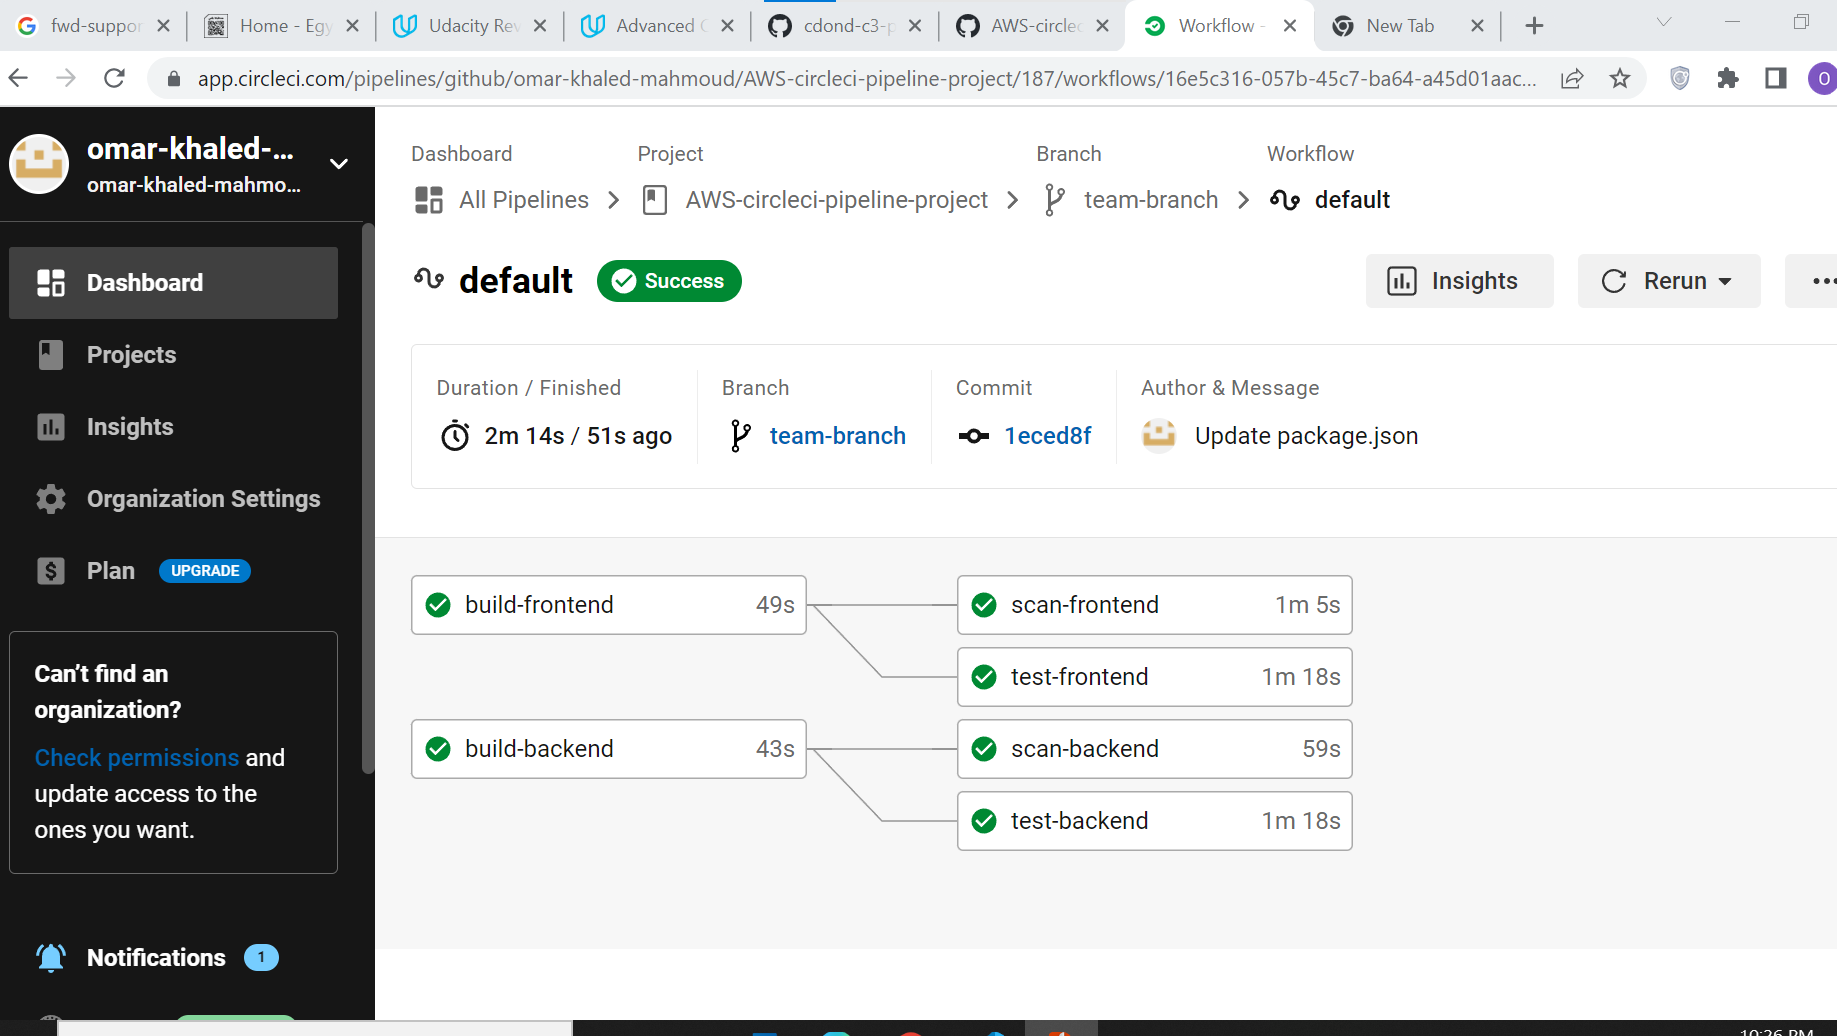 fwd-suppor
Home - Egy
Udacity Rev
Advanced C
cdond-c3-p
AWS-circlec
Workflow -
New Tab
app.circleci.com/pipelines/github/omar-khaled-mahmoud/AWS-circleci-pipeline-project/187/workflows/16e5c316-057b-45c7-ba64-a45d01aac...
O
omar-khaled-...
omar-khaled-mahmo...
Dashboard
Projects
Insights
Organization Settings
Plan UPGRADE
Can't find an
organization?
Check permissions and
update access to the
ones you want.
Notifications 1
Dashboard Project Branch Workflow
All Pipelines AWS-circleci-pipeline-project team-branch default
default Success
Insights Rerun
Duration / Finished
2m 14s / 51s ago
Branch
team-branch
Commit
1eced8f
Author & Message
Update package.json
build-frontend 49s
scan-frontend 1m 5s
test-frontend 1m 18s
build-backend 43s
scan-backend 59s
test-backend 1m 18s
10:26 PM